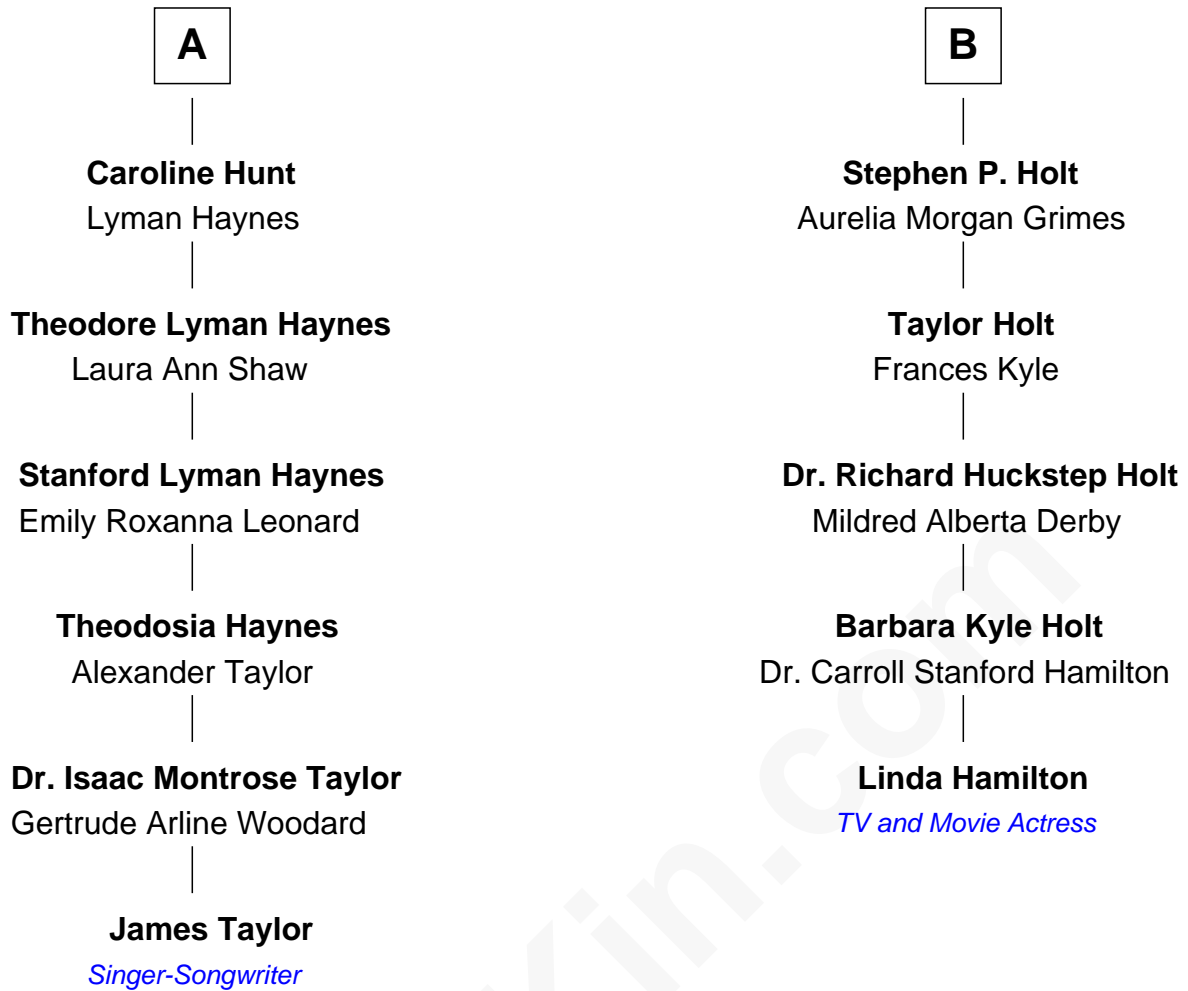 A
Caroline Hunt
Lyman Haynes
Theodore Lyman Haynes
Laura Ann Shaw
Stanford Lyman Haynes
Emily Roxanna Leonard
Theodosia Haynes
Alexander Taylor
Dr. Isaac Montrose Taylor
Gertrude Arline Woodard
James Taylor
Singer-Songwriter
B
Stephen P. Holt
Aurelia Morgan Grimes
Taylor Holt
Frances Kyle
Dr. Richard Huckstep Holt
Mildred Alberta Derby
Barbara Kyle Holt
Dr. Carroll Stanford Hamilton
Linda Hamilton
TV and Movie Actress
Kin.com